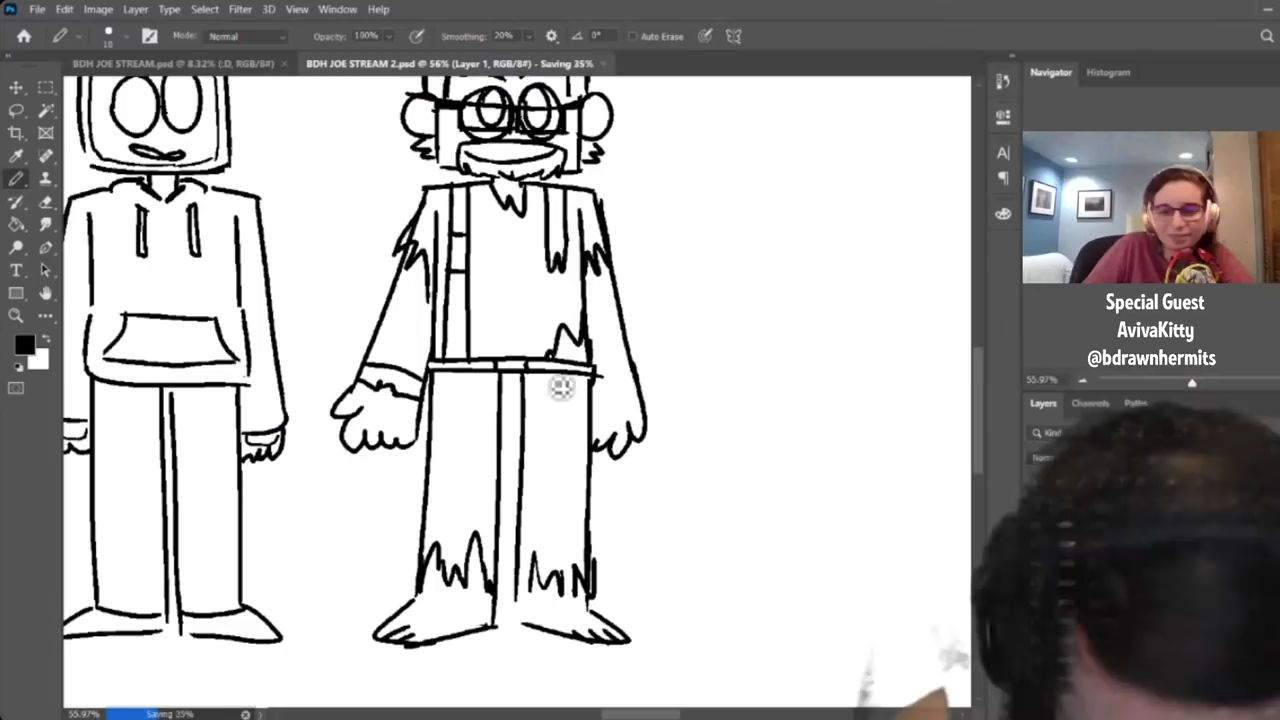 File Edit Image Layer Type Select Filter 3D View Window Help
10 Mode: Normal Opacity: 100% Smoothing: 20% 0° Auto Erase
BDH JOE STREAM.psd @ 8.32% (:D, RGB/8#) BDH JOE STREAM 2.psd @ 56% (Layer 1, RGB/8#) - Saving 35%
Navigator Histogram
Special Guest
AvivaKitty
@bdrawnhermits
55.97%
Layers Channels Paths
Kind
55.97% Saving 35%